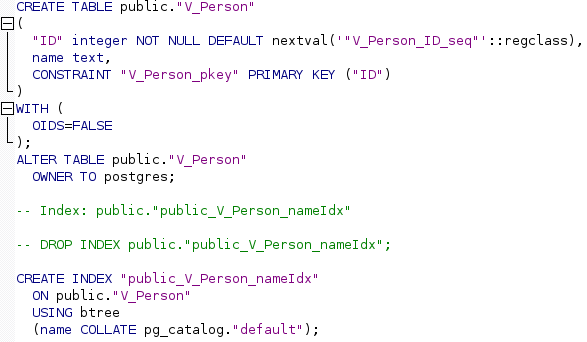 CREATE TABLE public."V_Person"
(
"ID" integer NOT NULL DEFAULT nextval('"V_Person_ID_seq"'::regclass),
name text,
CONSTRAINT "V_Person_pkey" PRIMARY KEY ("ID")
)
WITH (
OIDS=FALSE
);
ALTER TABLE public."V_Person"
OWNER TO postgres;
-- Index: public."public_V_Person_nameIdx"
-- DROP INDEX public."public_V_Person_nameIdx";
CREATE INDEX "public_V_Person_nameIdx"
ON public."V_Person"
USING btree
(name COLLATE pg_catalog."default");